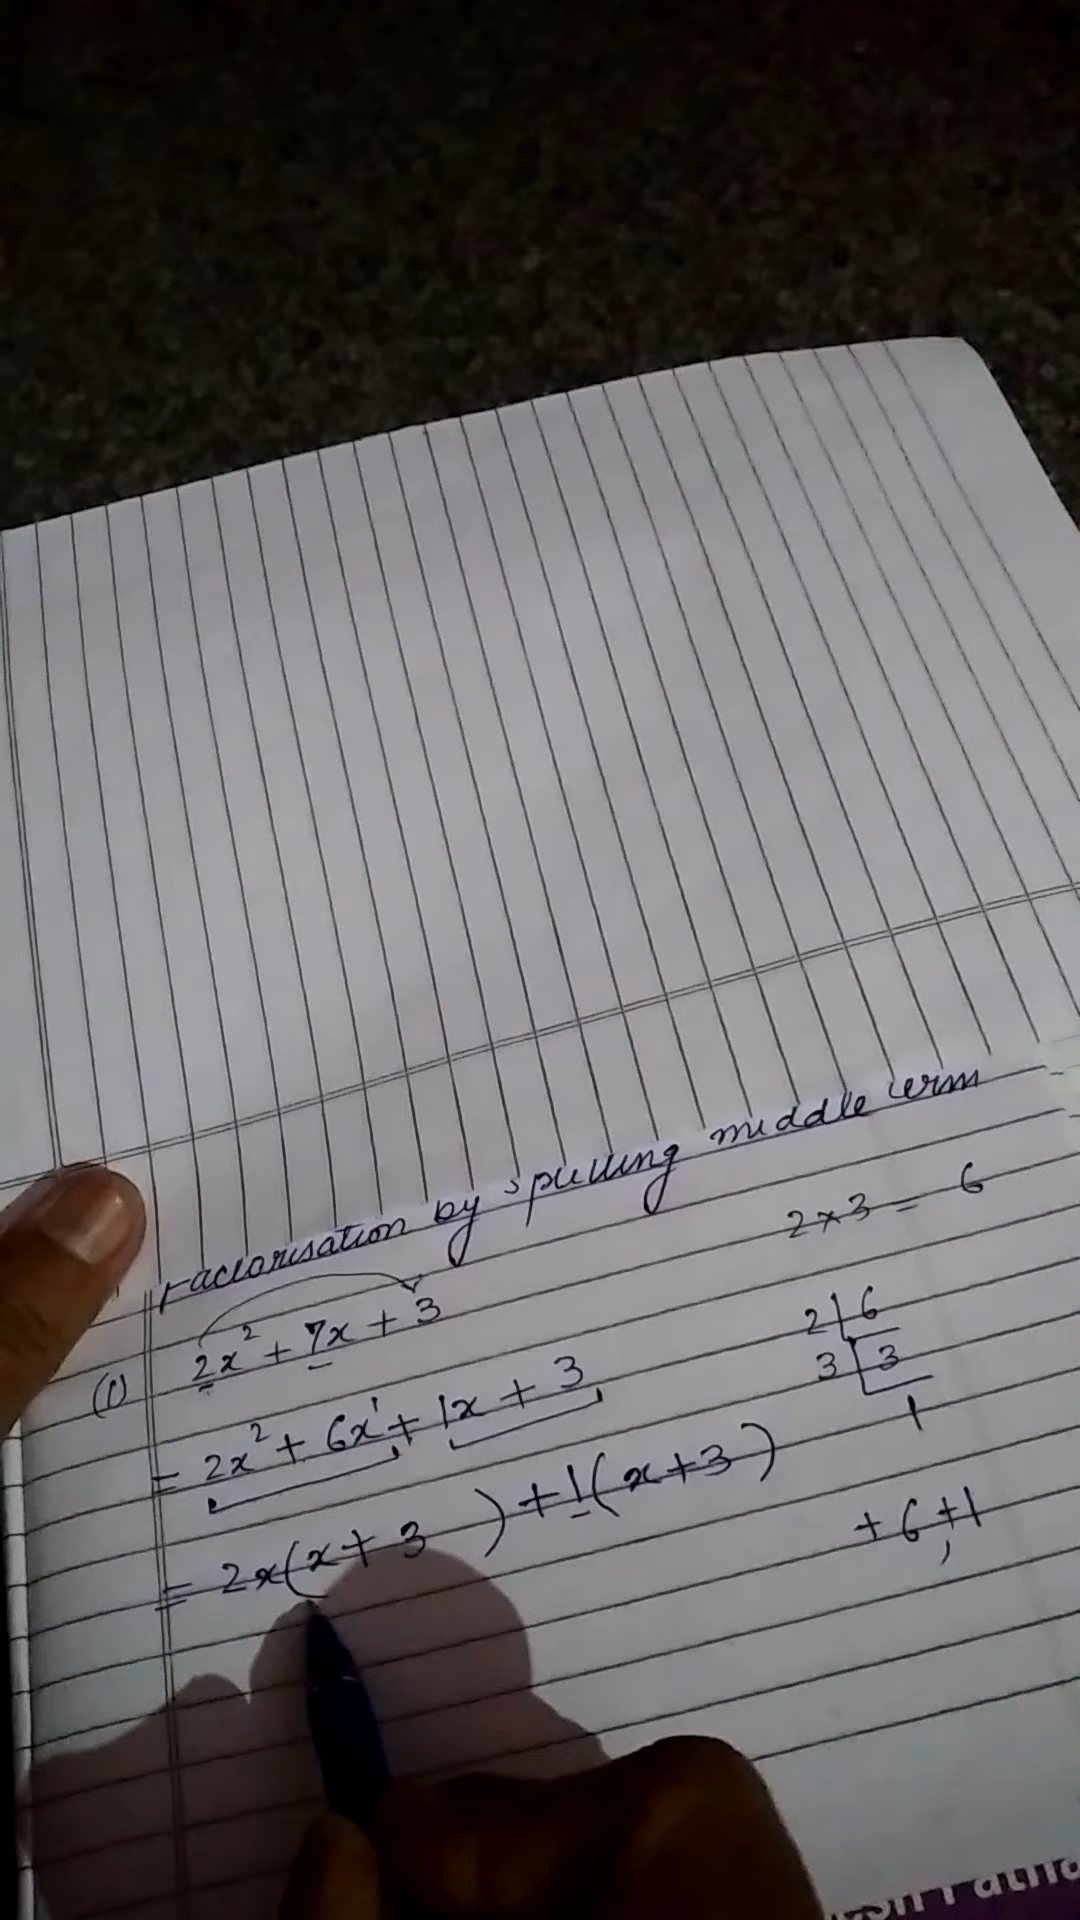 Factorisation by splitting middle term
2 × 3 = 6
(1) 2x² + 7x + 3
2 | 6
3 | 3
1
= 2x² + 6x¹ + 1x + 3
= 2x(x + 3 ) + 1(x + 3)
+ 6, + 1